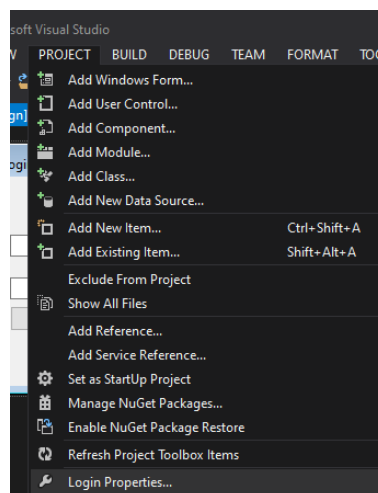 soft Visual Studio
W PROJECT BUILD DEBUG TEAM FORMAT TOO
Add Windows Form...
Add User Control...
gn]
Add Component...
Add Module...
ogi
Add Class...
Add New Data Source...
Add New Item... Ctrl+Shift+A
Add Existing Item... Shift+Alt+A
Exclude From Project
Show All Files
Add Reference...
Add Service Reference...
Set as StartUp Project
Manage NuGet Packages...
Enable NuGet Package Restore
Refresh Project Toolbox Items
Login Properties...